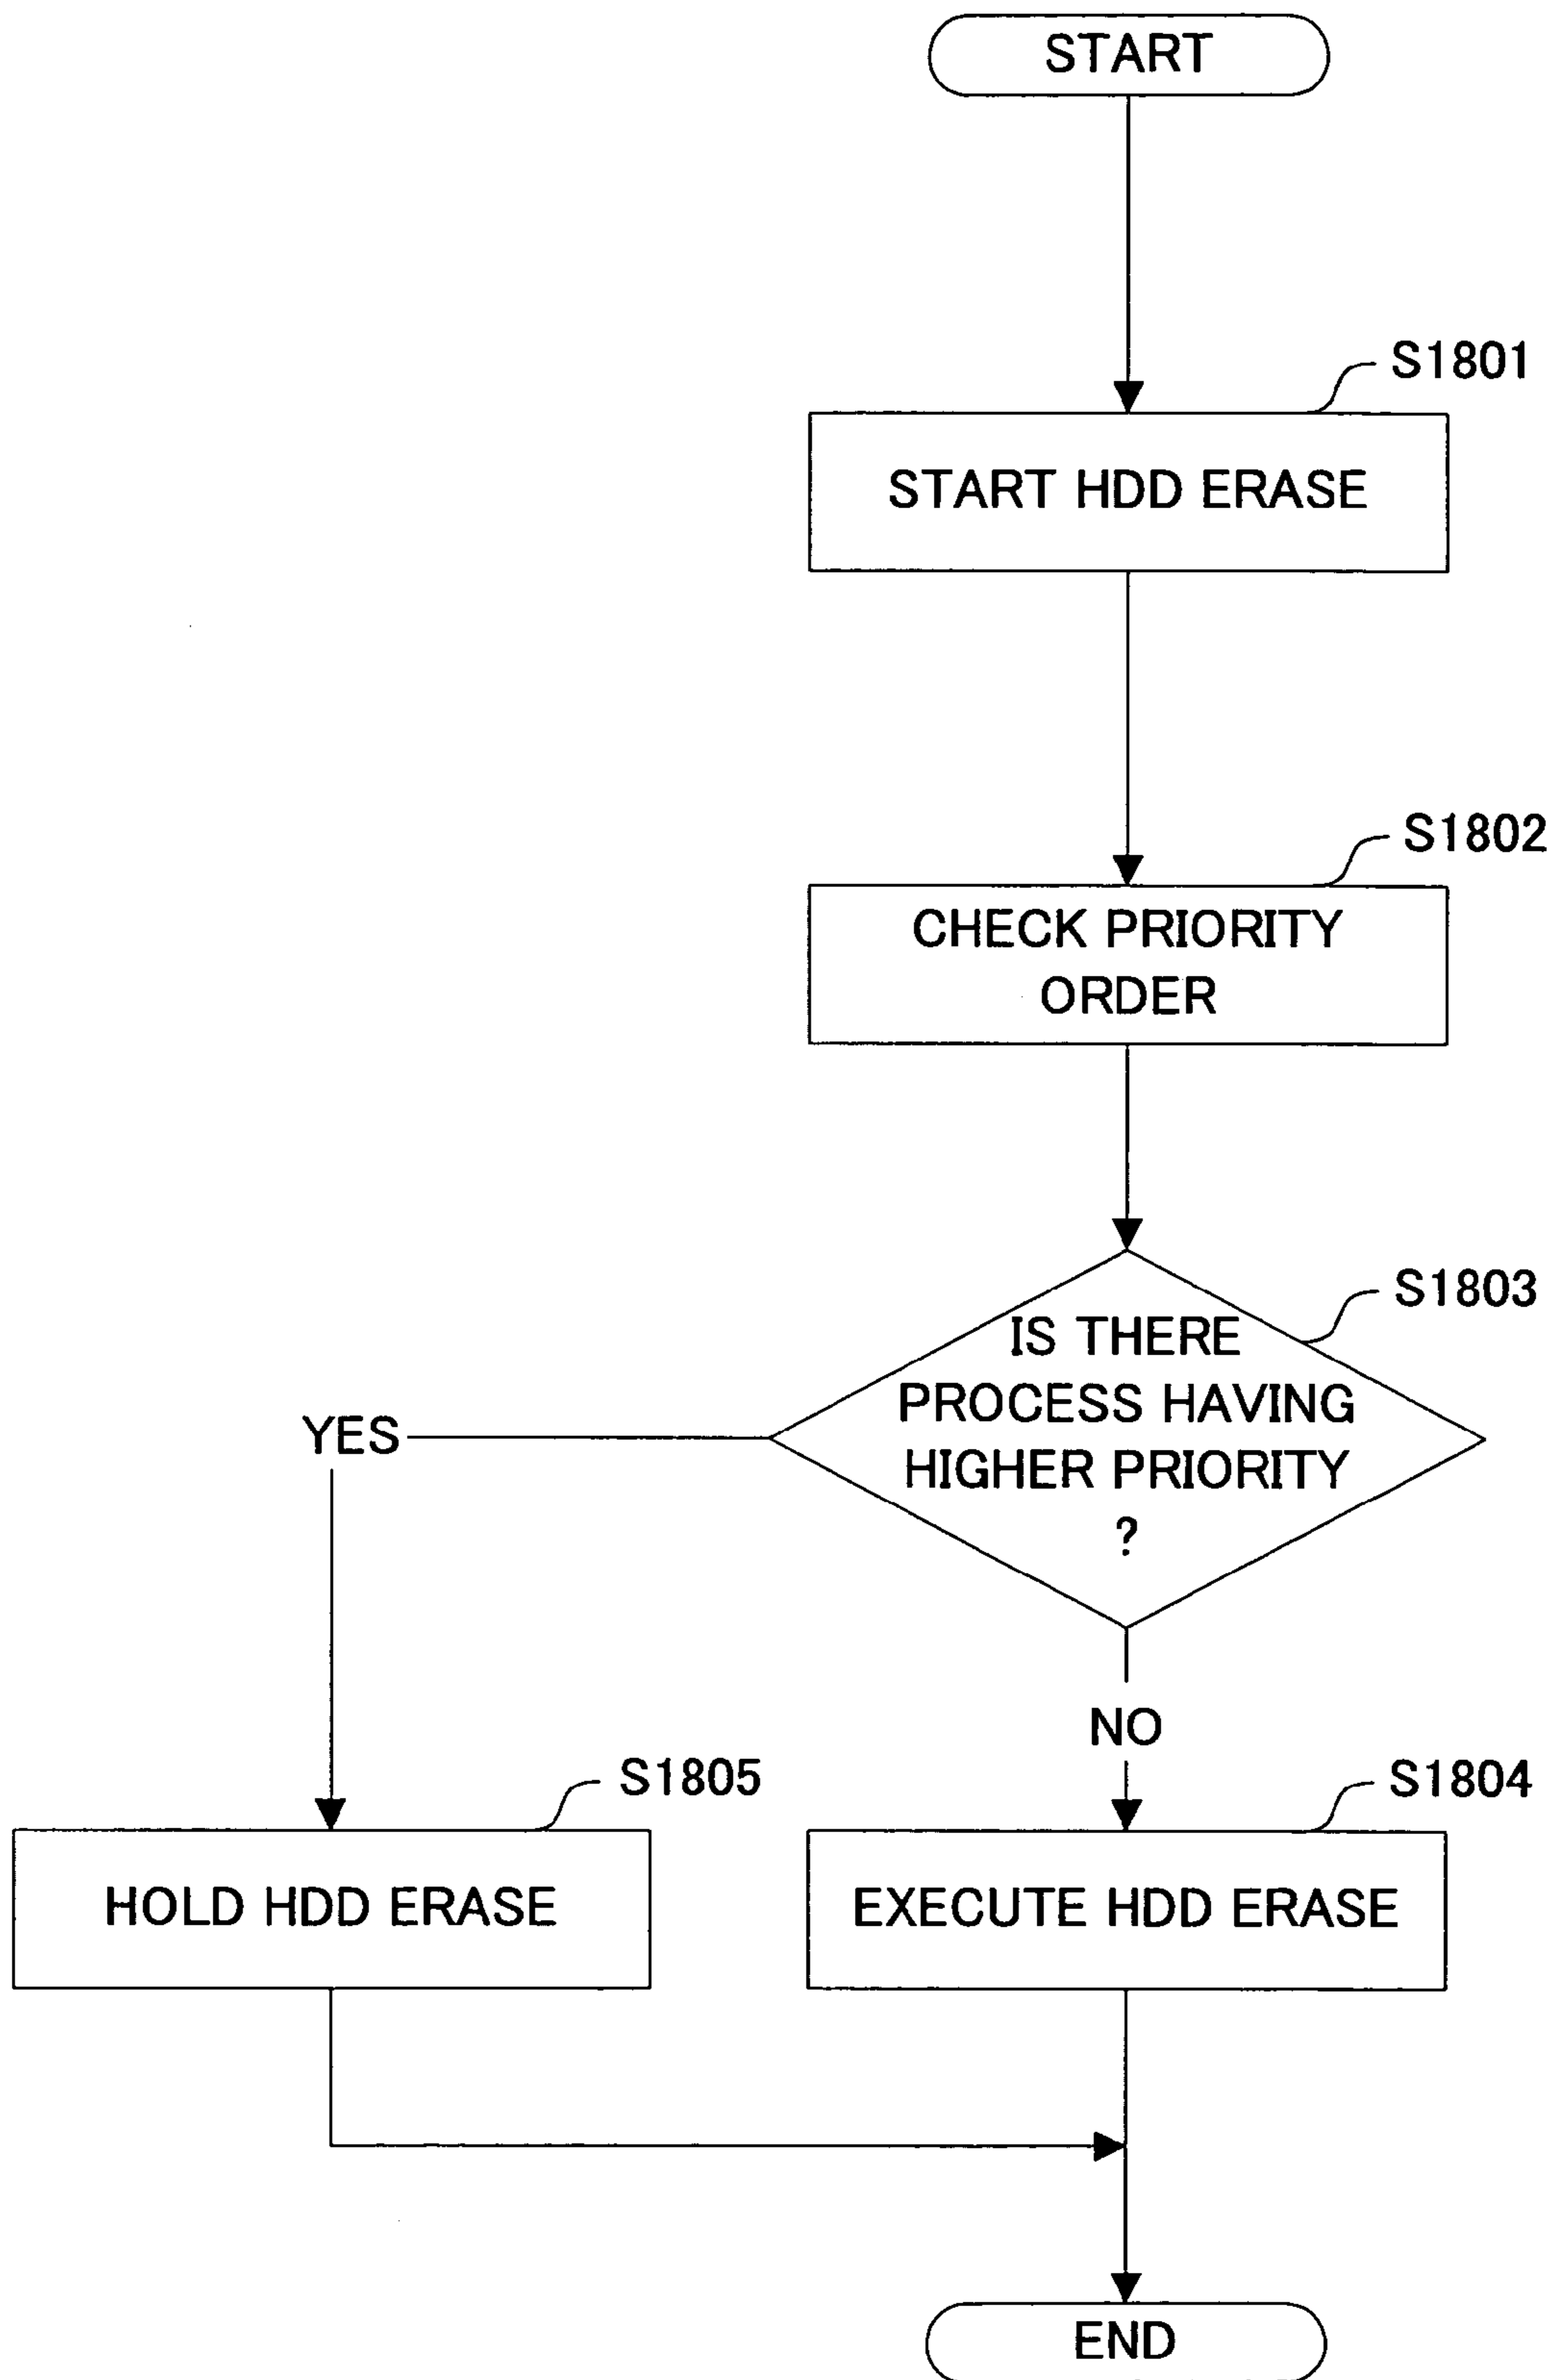 START
S1801
START HDD ERASE
S1802
CHECK PRIORITY
ORDER
S1803
IS THERE
PROCESS HAVING
HIGHER PRIORITY
?
YES
NO
S1805
S1804
HOLD HDD ERASE
EXECUTE HDD ERASE
END